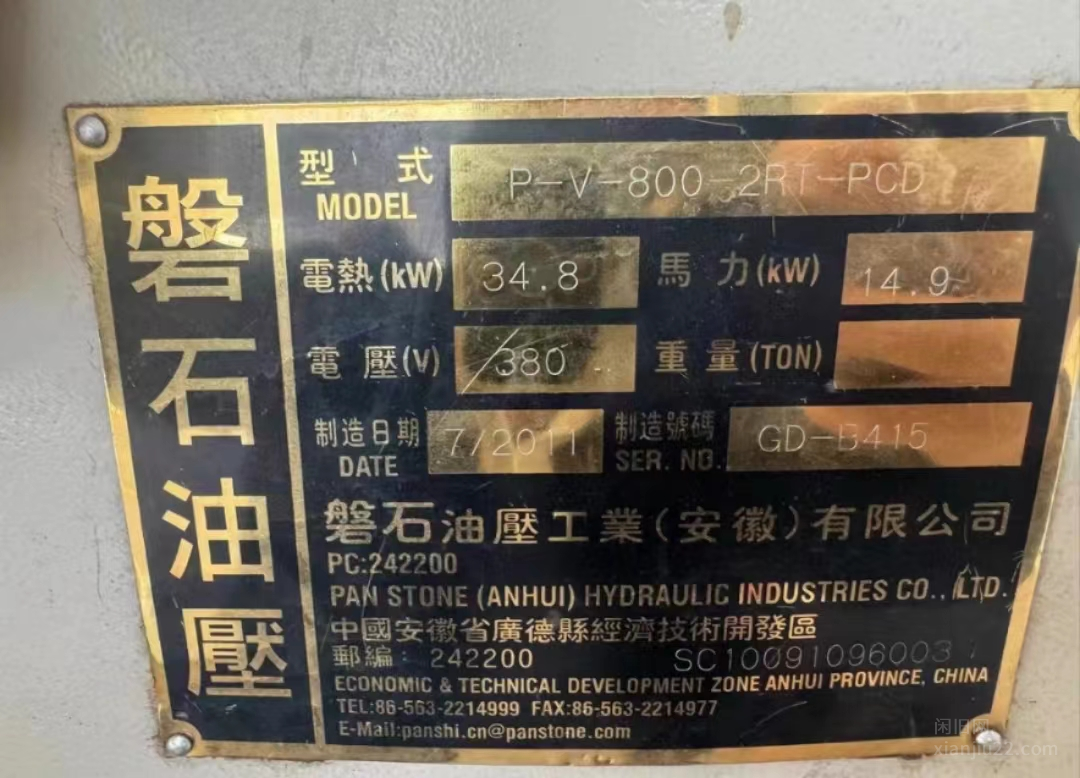 磐石油壓
型 式 MODEL P-V-800-2RT-PCD
電熱(kW) 34.8 馬力(kW) 14.9
電壓(V) 380 重量(TON)
制造日期 DATE 7/2011 制造號碼 SER. NO. GD-B415
磐石油壓工業(安徽)有限公司
PC:242200
PAN STONE (ANHUI) HYDRAULIC INDUSTRIES CO., LTD.
中國安徽省廣德縣經濟技術開發區
郵編: 242200 SC10091096003
ECONOMIC & TECHNICAL DEVELOPMENT ZONE ANHUI PROVINCE, CHINA
TEL:86-563-2214999 FAX:86-563-2214977
E-Mail:panshi.cn@panstone.com
闲旧网
xianjiu22.com